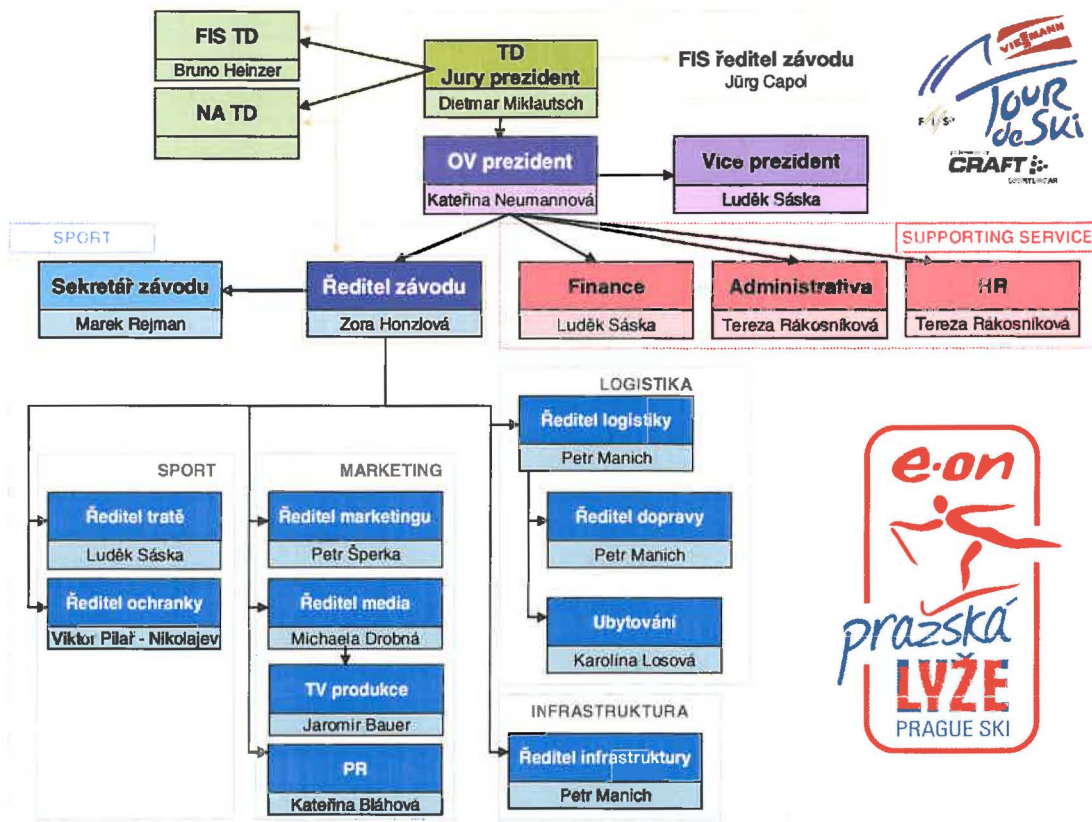 FIS TD
Bruno Heinzer
NA TD
TD
Jury prezident
Dietmar Miklautsch
FIS ředitel závodu
Jürg Capol
VIESSMANN
TOUR
de SKI
FIS
CRAFT
SPORTSWEAR
OV prezident
Kateřina Neumannová
Vice prezident
Luděk Sáska
SPORT
SUPPORTING SERVICE
Sekretář závodu
Marek Rejman
Ředitel závodu
Zora Honzlová
Finance
Luděk Sáska
Administrativa
Tereza Rákosníková
HR
Tereza Rákosníková
SPORT
Ředitel tratě
Luděk Sáska
Ředitel ochranky
Viktor Pilař - Nikolajev
MARKETING
Ředitel marketingu
Petr Šperka
Ředitel media
Michaela Drobná
TV produkce
Jaromír Bauer
PR
Kateřina Bláhová
LOGISTIKA
Ředitel logistiky
Petr Manich
Ředitel dopravy
Petr Manich
Ubytování
Karolína Losová
INFRASTRUKTURA
Ředitel infrastruktury
Petr Manich
e·on
pražská
LYŽE
PRAGUE SKI